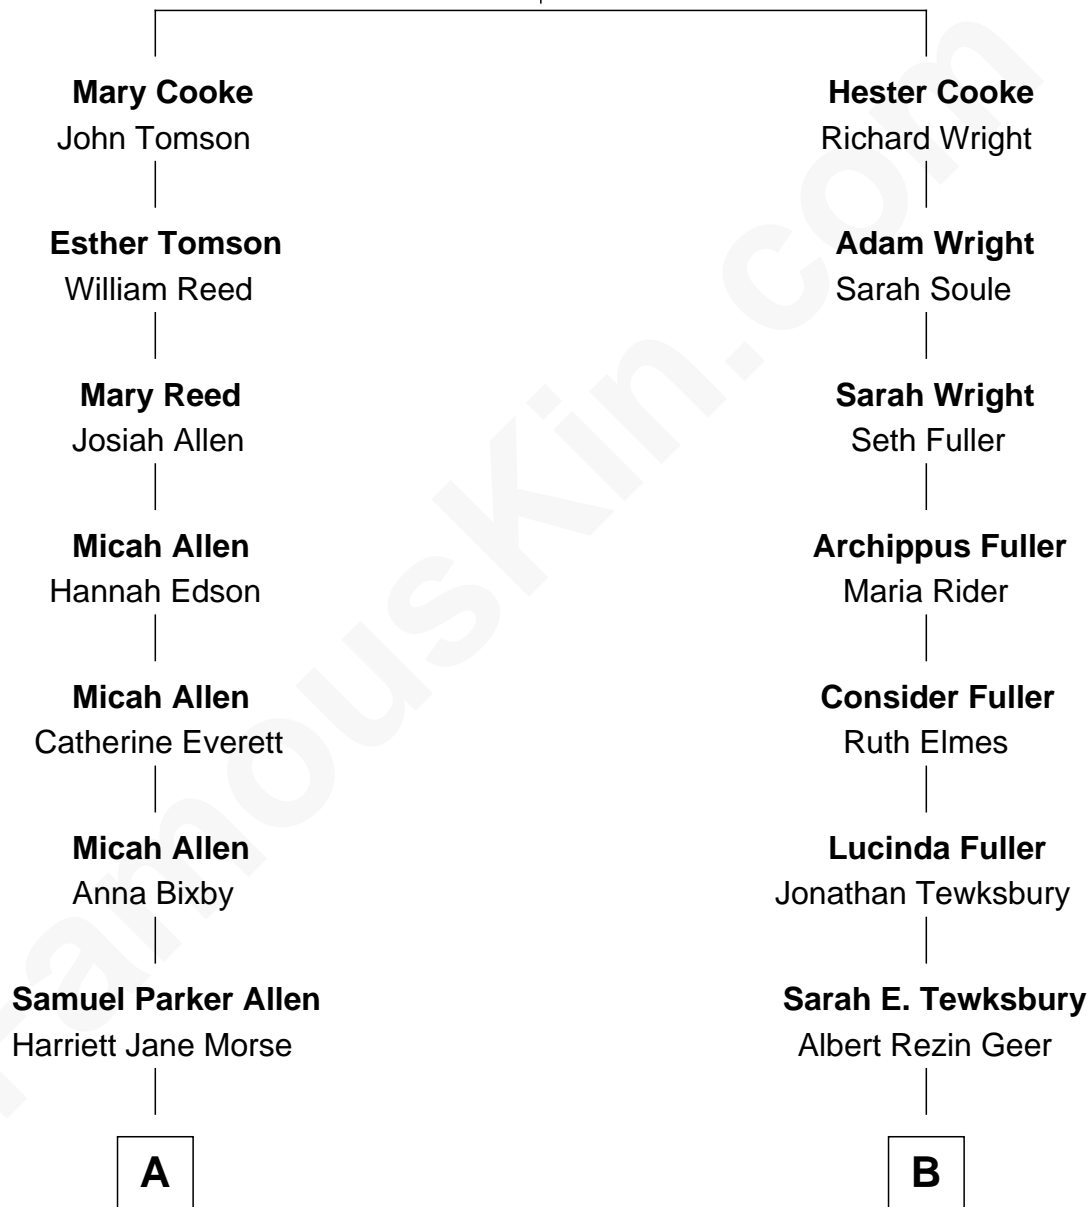 Mary Cooke
John Tomson
Hester Cooke
Richard Wright
Esther Tomson
William Reed
Adam Wright
Sarah Soule
Mary Reed
Josiah Allen
Sarah Wright
Seth Fuller
Micah Allen
Hannah Edson
Archippus Fuller
Maria Rider
Micah Allen
Catherine Everett
Consider Fuller
Ruth Elmes
Micah Allen
Anna Bixby
Lucinda Fuller
Jonathan Tewksbury
Samuel Parker Allen
Harriett Jane Morse
Sarah E. Tewksbury
Albert Rezin Geer
A
B
FamousKin.com